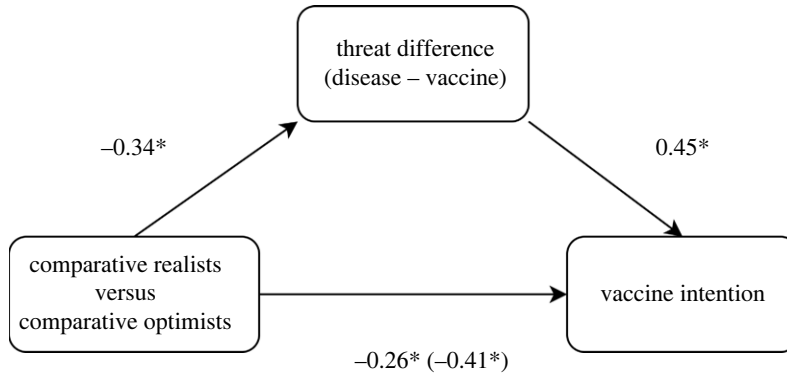 threat difference
(disease – vaccine)
–0.34*
0.45*
comparative realists
versus
comparative optimists
vaccine intention
–0.26* (–0.41*)